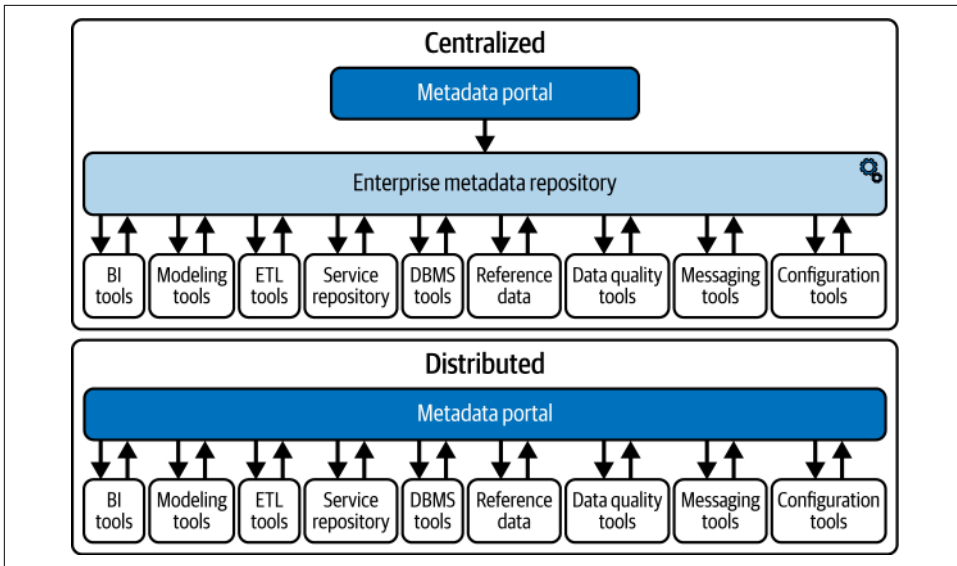 Centralized
Metadata portal
Enterprise metadata repository
BI
tools
Modeling
tools
ETL
tools
Service
repository
DBMS
tools
Reference
data
Data quality
tools
Messaging
tools
Configuration
tools
Distributed
Metadata portal
BI
tools
Modeling
tools
ETL
tools
Service
repository
DBMS
tools
Reference
data
Data quality
tools
Messaging
tools
Configuration
tools